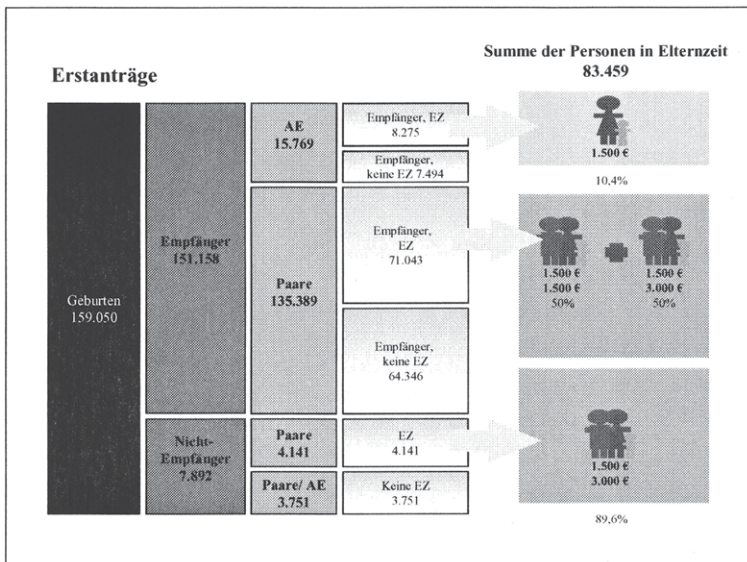 Summe der Personen in Elternzeit
83.459
Erstanträge
Geburten
159.050
Empfänger
151.158
Nicht-
Empfänger
7.892
AE
15.769
Paare
135.389
Paare
4.141
Paare/ AE
3.751
Empfänger, EZ
8.275
Empfänger,
keine EZ 7.494
Empfänger,
EZ
71.043
Empfänger,
keine EZ
64.346
EZ
4.141
Keine EZ
3.751
1.500 €
10,4%
1.500 €
1.500 €
50%
1.500 €
3.000 €
50%
1.500 €
3.000 €
89,6%